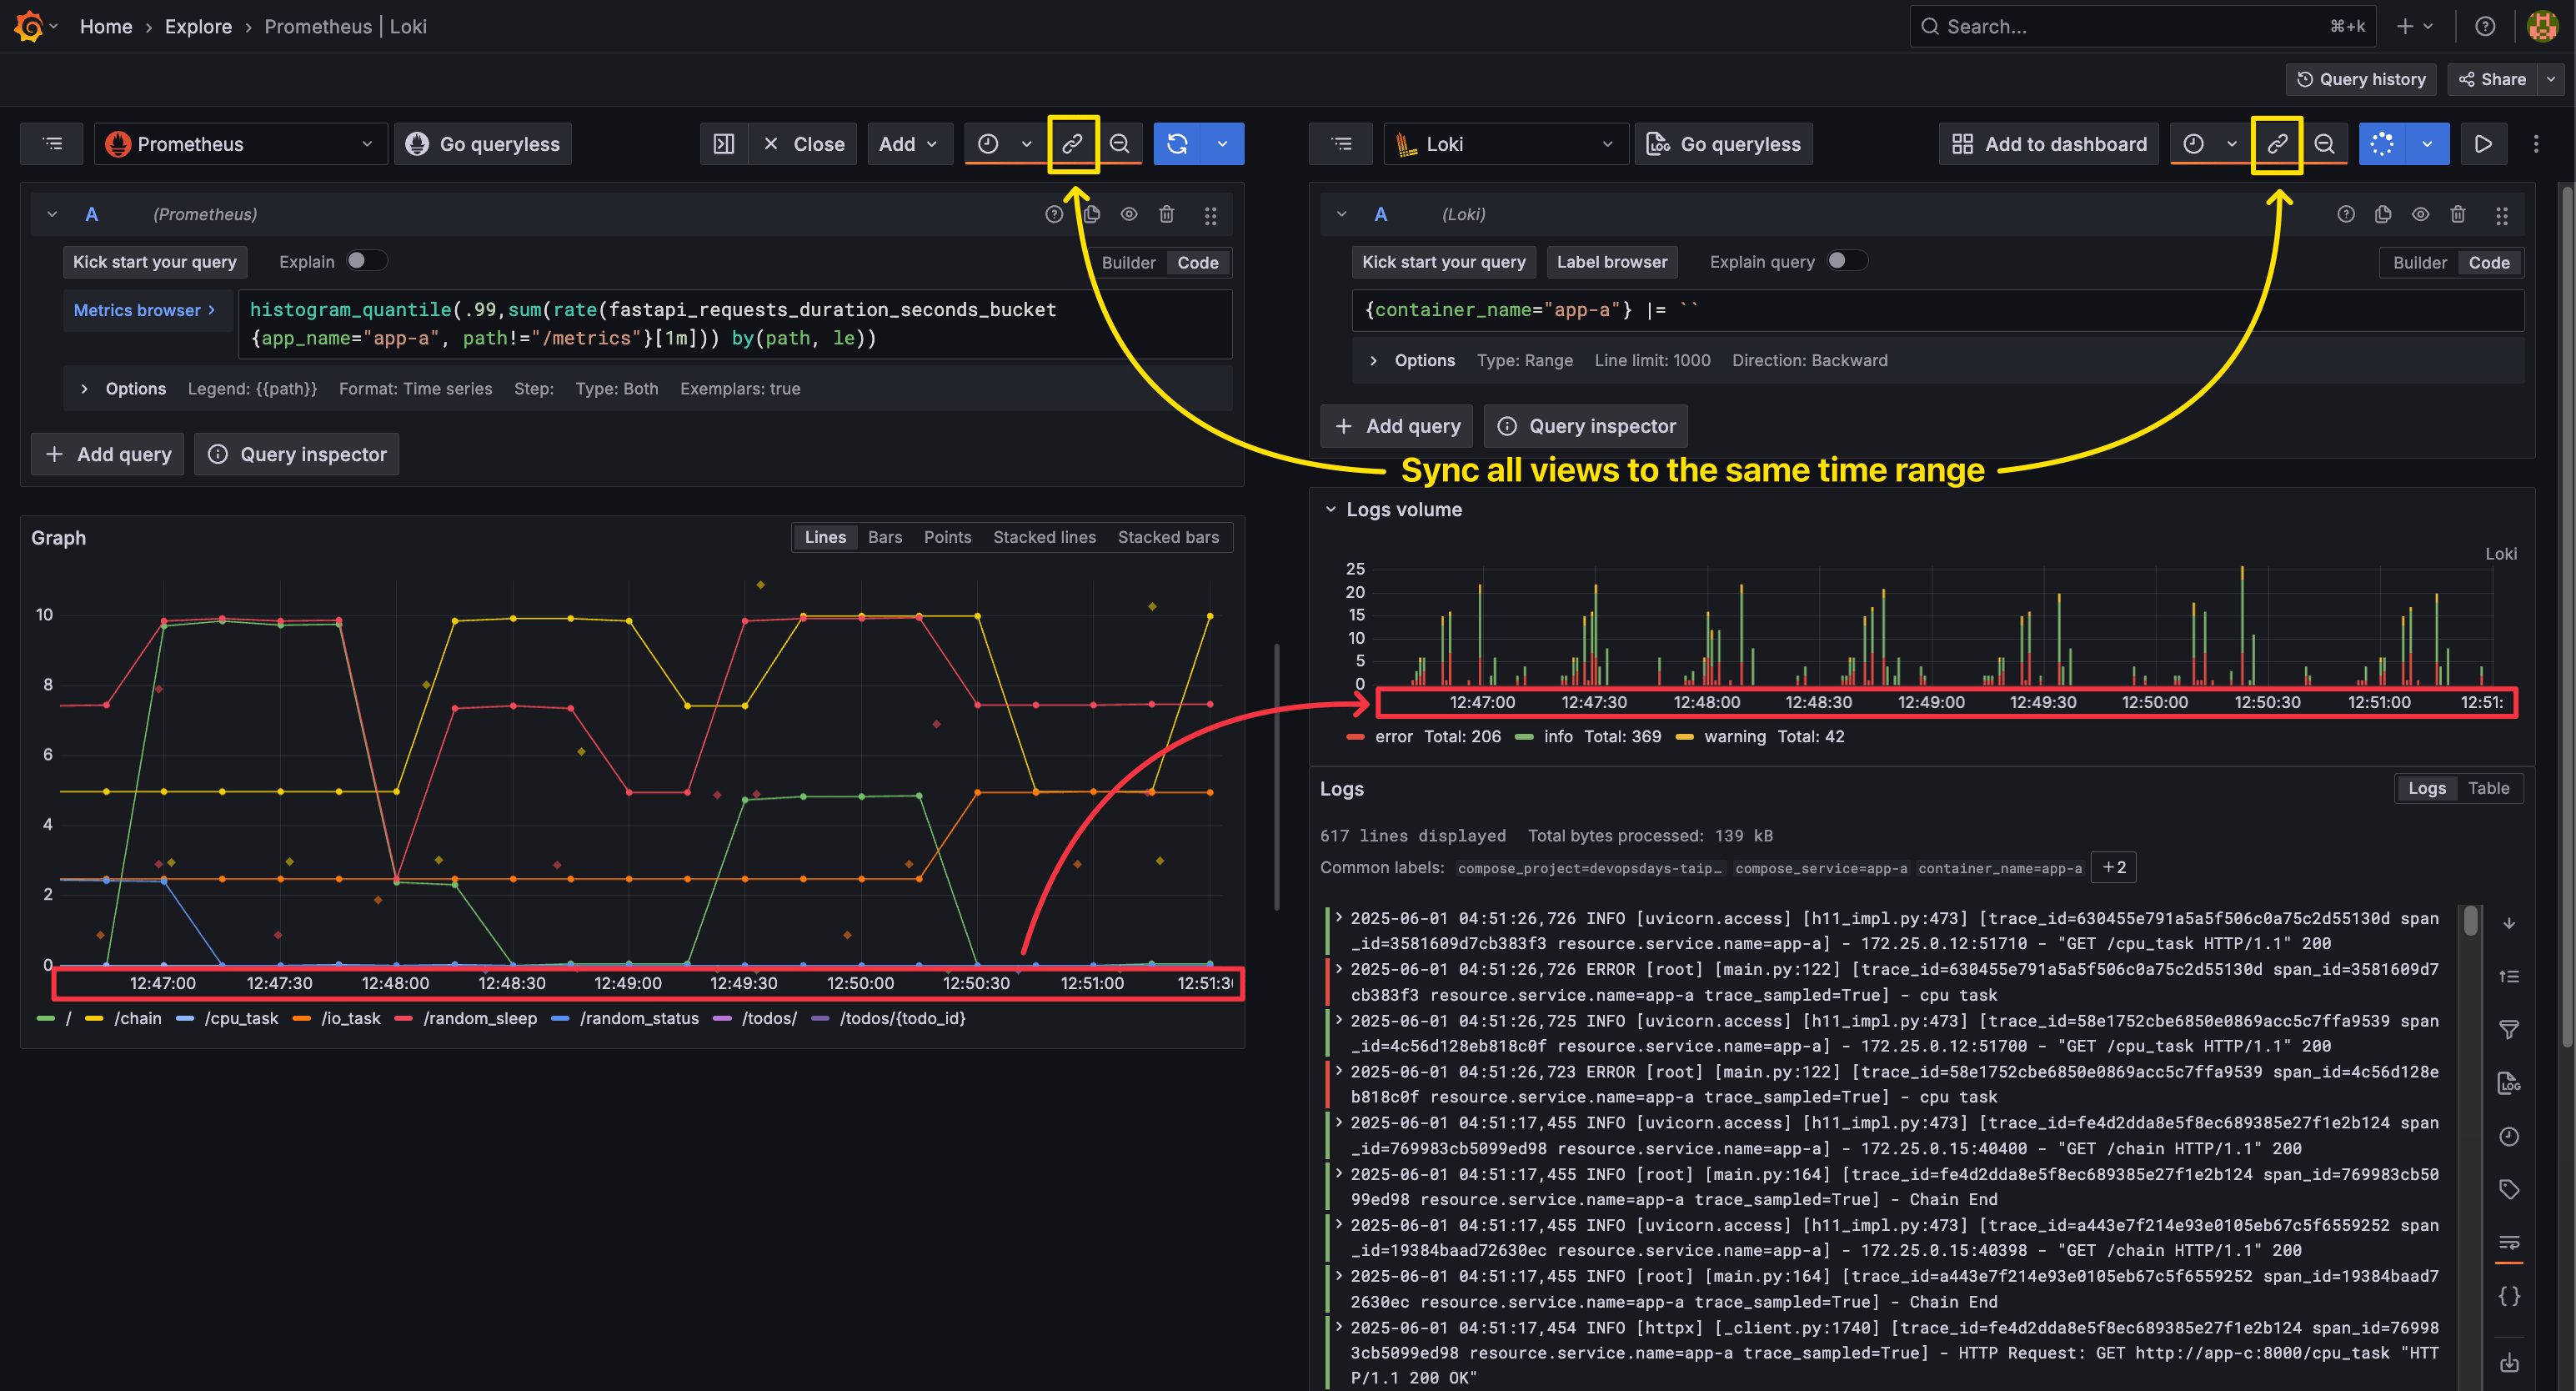 Home › Explore › Prometheus | Loki
Search...
⌘+k
Query history
Share
Prometheus
Go queryless
Close
Add
A
(Prometheus)
Kick start your query
Explain
Builder
Code
Metrics browser >
histogram_quantile(.99,sum(rate(fastapi_requests_duration_seconds_bucket
{app_name="app-a", path!="/metrics"}[1m])) by(path, le))
Options
Legend: {{path}}
Format: Time series
Step:
Type: Both
Exemplars: true
+ Add query
Query inspector
Graph
Lines
Bars
Points
Stacked lines
Stacked bars
10
8
6
4
2
0
12:47:00
12:47:30
12:48:00
12:48:30
12:49:00
12:49:30
12:50:00
12:50:30
12:51:00
12:51:3
/
/chain
/cpu_task
/io_task
/random_sleep
/random_status
/todos/
/todos/{todo_id}
Loki
LOG
Go queryless
Add to dashboard
A
(Loki)
Kick start your query
Label browser
Explain query
Builder
Code
{container_name="app-a"} |= ``
Options
Type: Range
Line limit: 1000
Direction: Backward
+ Add query
Query inspector
Sync all views to the same time range
Logs volume
Loki
25
20
15
10
5
0
12:47:00
12:47:30
12:48:00
12:48:30
12:49:00
12:49:30
12:50:00
12:50:30
12:51:00
12:51:
error Total: 206
info Total: 369
warning Total: 42
Logs
Logs
Table
617 lines displayed
Total bytes processed: 139 kB
Common labels:
compose_project=devopsdays-taip…
compose_service=app-a
container_name=app-a
+2
2025-06-01 04:51:26,726 INFO [uvicorn.access] [h11_impl.py:473] [trace_id=630455e791a5a5f506c0a75c2d55130d span
_id=3581609d7cb383f3 resource.service.name=app-a] - 172.25.0.12:51710 - "GET /cpu_task HTTP/1.1" 200
2025-06-01 04:51:26,726 ERROR [root] [main.py:122] [trace_id=630455e791a5a5f506c0a75c2d55130d span_id=3581609d7
cb383f3 resource.service.name=app-a trace_sampled=True] - cpu task
2025-06-01 04:51:26,725 INFO [uvicorn.access] [h11_impl.py:473] [trace_id=58e1752cbe6850e0869acc5c7ffa9539 span
_id=4c56d128eb818c0f resource.service.name=app-a] - 172.25.0.12:51700 - "GET /cpu_task HTTP/1.1" 200
2025-06-01 04:51:26,723 ERROR [root] [main.py:122] [trace_id=58e1752cbe6850e0869acc5c7ffa9539 span_id=4c56d128e
b818c0f resource.service.name=app-a trace_sampled=True] - cpu task
2025-06-01 04:51:17,455 INFO [uvicorn.access] [h11_impl.py:473] [trace_id=fe4d2dda8e5f8ec689385e27f1e2b124 span
_id=769983cb5099ed98 resource.service.name=app-a] - 172.25.0.15:40400 - "GET /chain HTTP/1.1" 200
2025-06-01 04:51:17,455 INFO [root] [main.py:164] [trace_id=fe4d2dda8e5f8ec689385e27f1e2b124 span_id=769983cb50
99ed98 resource.service.name=app-a trace_sampled=True] - Chain End
2025-06-01 04:51:17,455 INFO [uvicorn.access] [h11_impl.py:473] [trace_id=a443e7f214e93e0105eb67c5f6559252 span
_id=19384baad72630ec resource.service.name=app-a] - 172.25.0.15:40398 - "GET /chain HTTP/1.1" 200
2025-06-01 04:51:17,455 INFO [root] [main.py:164] [trace_id=a443e7f214e93e0105eb67c5f6559252 span_id=19384baad7
2630ec resource.service.name=app-a trace_sampled=True] - Chain End
2025-06-01 04:51:17,454 INFO [httpx] [_client.py:1740] [trace_id=fe4d2dda8e5f8ec689385e27f1e2b124 span_id=76998
3cb5099ed98 resource.service.name=app-a trace_sampled=True] - HTTP Request: GET http://app-c:8000/cpu_task "HTT
P/1.1 200 OK"
LOG